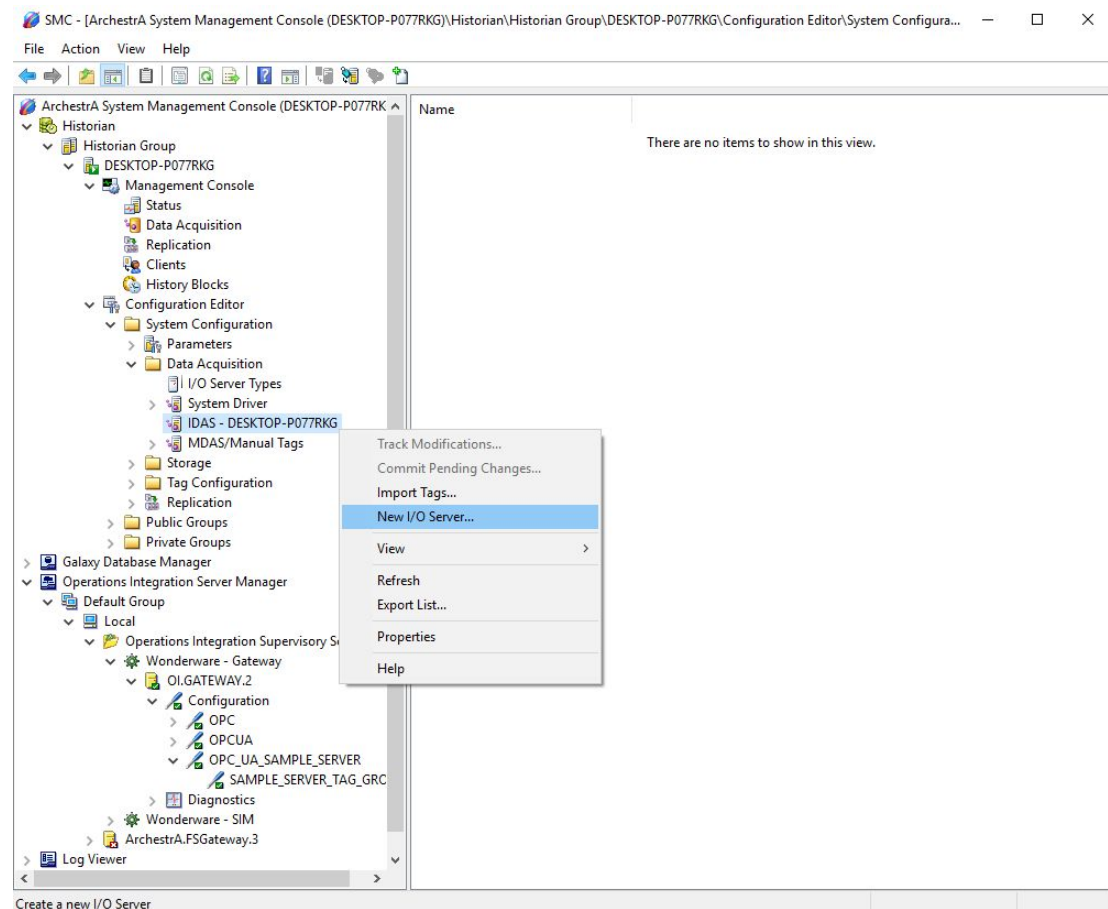 SMC - [ArchestrA System Management Console (DESKTOP-P077RKG)\Historian\Historian Group\DESKTOP-P077RKG\Configuration Editor\System Configura...
File Action View Help
ArchestrA System Management Console (DESKTOP-P077RK
Historian
Historian Group
DESKTOP-P077RKG
Management Console
Status
Data Acquisition
Replication
Clients
History Blocks
Configuration Editor
System Configuration
Parameters
Data Acquisition
I/O Server Types
System Driver
IDAS - DESKTOP-P077RKG
MDAS/Manual Tags
Storage
Tag Configuration
Replication
Public Groups
Private Groups
Galaxy Database Manager
Operations Integration Server Manager
Default Group
Local
Operations Integration Supervisory Se
Wonderware - Gateway
OI.GATEWAY.2
Configuration
OPC
OPCUA
OPC_UA_SAMPLE_SERVER
SAMPLE_SERVER_TAG_GRC
Diagnostics
Wonderware - SIM
ArchestrA.FSGateway.3
Log Viewer
Name
There are no items to show in this view.
Track Modifications...
Commit Pending Changes...
Import Tags...
New I/O Server...
View
Refresh
Export List...
Properties
Help
Create a new I/O Server